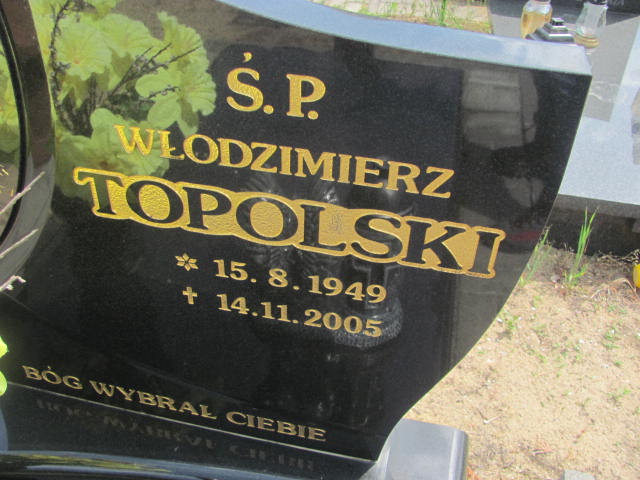 Ś. P.
WŁODZIMIERZ
TOPOLSKI
* 15. 8. 1949
† 14.11.2005
BÓG WYBRAŁ CIEBIE